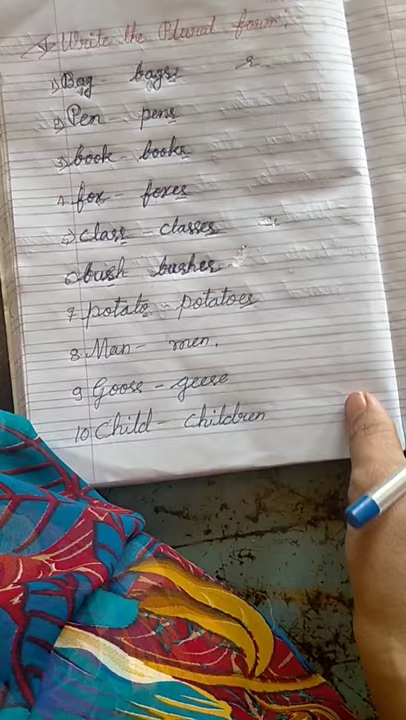 Write the Plural form:
1) Bag - bags s
2) Pen - pens
3) book - books
4 fox - foxes
5) class - classes
6 bush bushes
7 potato - potatoes
8 Man - men.
9 Goose - geese
10 Child - children